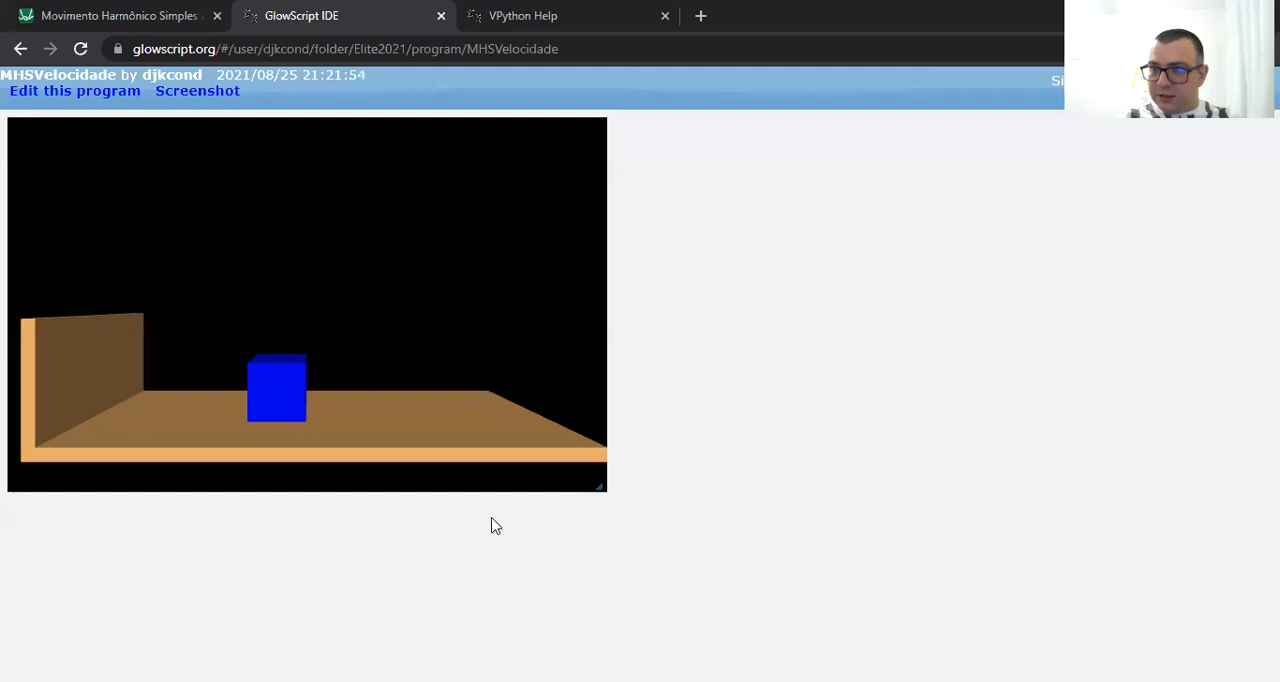 Movimento Harmônico Simples
GlowScript IDE
VPython Help
glowscript.org/#/user/djkcond/folder/Elite2021/program/MHSVelocidade
MHSVelocidade by djkcond 2021/08/25 21:21:54
Edit this program Screenshot
Si